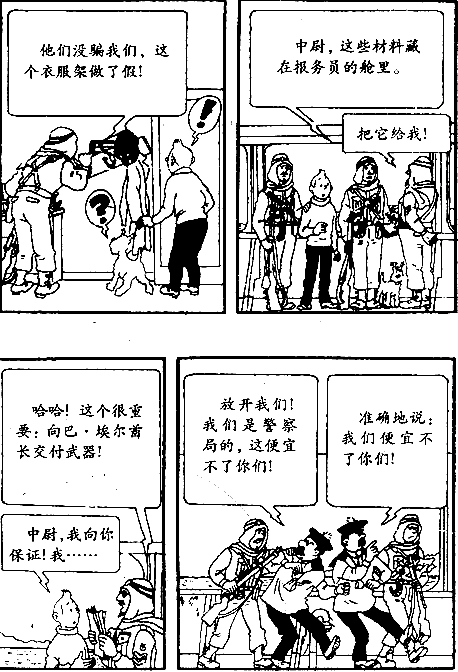 他们没骗我们，这
个衣服架做了假！
！
？
中尉，这些材料藏
在报务员的舱里。
把它给我！
哈哈！这个很重
要：向巴·埃尔酋
长交付武器！
中尉，我向你
保证！我……
放开我们！
我们是警察
局的，这便宜
不了你们！
准确地说：
我们便宜不
了你们！